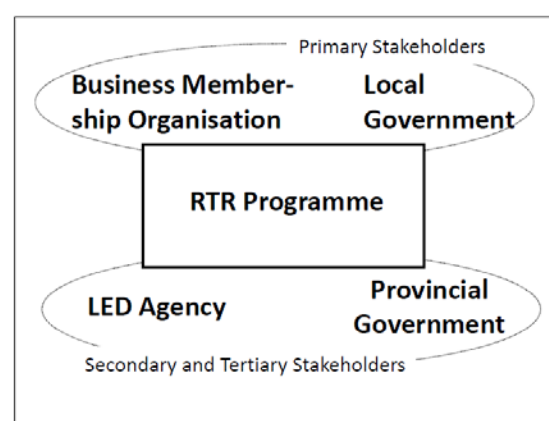 Primary Stakeholders
Business Member-
ship Organisation
Local
Government
RTR Programme
LED Agency
Provincial
Government
Secondary and Tertiary Stakeholders